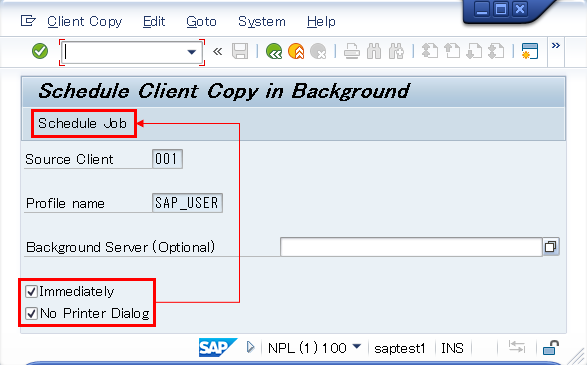 Client Copy Edit Goto System Help
Schedule Client Copy in Background
Schedule Job
Source Client 001
Profile name SAP_USER
Background Server (Optional)
Immediately
No Printer Dialog
SAP NPL (1) 100 saptest1 INS